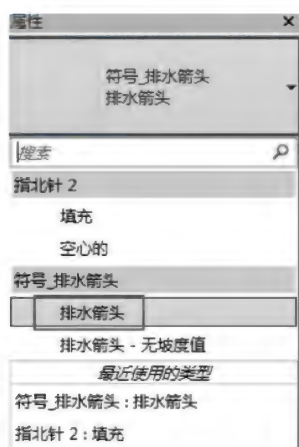 属性
符号_排水箭头
排水箭头
搜索
指北针 2
填充
空心的
符号_排水箭头
排水箭头
排水箭头 - 无坡度值
最近使用的类型
符号_排水箭头 : 排水箭头
指北针 2 : 填充